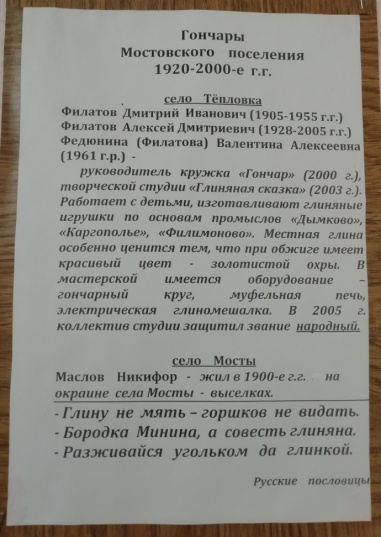 Гончары
Мостовского поселения
1920-2000-е г.г.
село Тёпловка
Филатов Дмитрий Иванович (1905-1955 г.г.)
Филатов Алексей Дмитриевич (1928-2005 г.г.)
Федюнина (Филатова) Валентина Алексеевна
(1961 г.р.) -
руководитель кружка «Гончар» (2000 г.),
творческой студии «Глиняная сказка» (2003 г.).
Работает с детьми, изготавливают глиняные
игрушки по основам промыслов «Дымково»,
«Каргополье», «Филимоново». Местная глина
особенно ценится тем, что при обжиге имеет
красивый цвет - золотистой охры. В
мастерской имеется оборудование –
гончарный круг, муфельная печь,
электрическая глиномешалка. В 2005 г.
коллектив студии защитил звание народный.
село Мосты
Маслов Никифор - жил в 1900-е г.г. на
окраине села Мосты - выселках.
- Глину не мять – горшков не видать.
- Бородка Минина, а совесть глиняна.
- Разживайся угольком да глинкой.
Русские пословицы